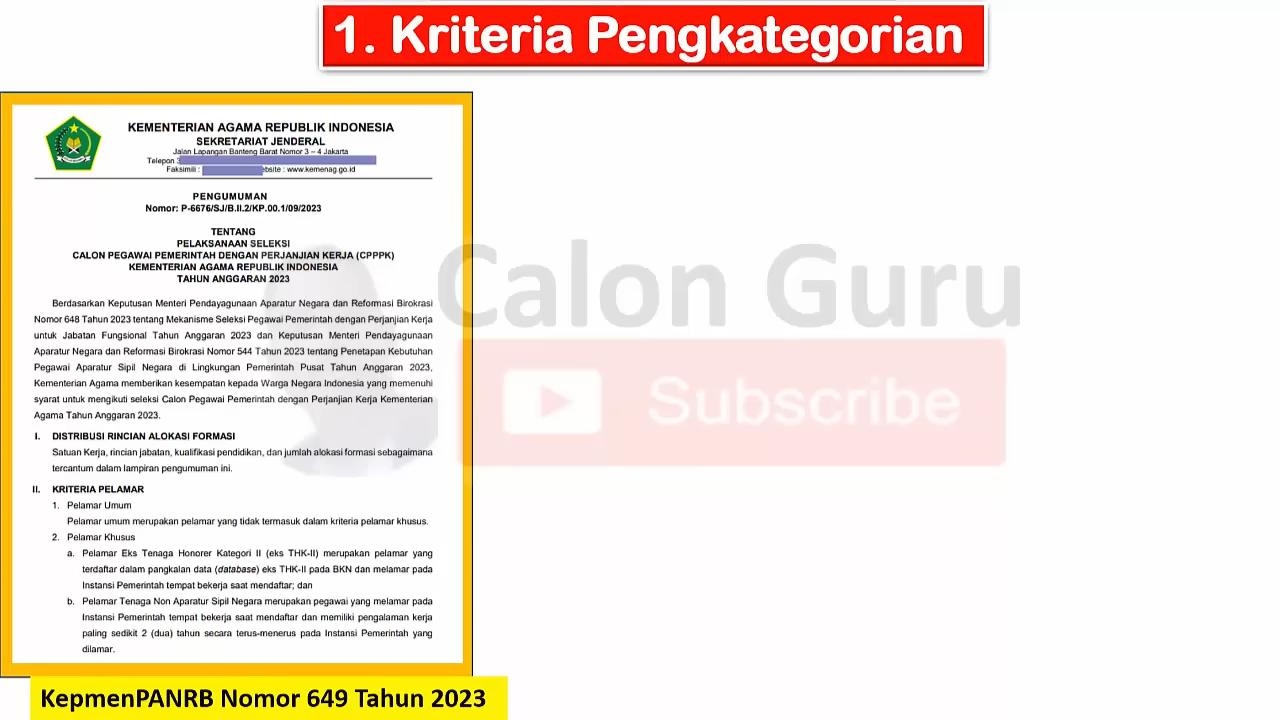 1. Kriteria Pengkategorian
KEMENTERIAN AGAMA REPUBLIK INDONESIA
SEKRETARIAT JENDERAL
Jalan Lapangan Banteng Barat Nomor 3 – 4 Jakarta
Telepon :
Faksimili : ebsite : www.kemenag.go.id
PENGUMUMAN
Nomor: P-6676/SJ/B.II.2/KP.00.1/09/2023
TENTANG
PELAKSANAAN SELEKSI
CALON PEGAWAI PEMERINTAH DENGAN PERJANJIAN KERJA (CPPPK)
KEMENTERIAN AGAMA REPUBLIK INDONESIA
TAHUN ANGGARAN 2023
Berdasarkan Keputusan Menteri Pendayagunaan Aparatur Negara dan Reformasi Birokrasi
Nomor 648 Tahun 2023 tentang Mekanisme Seleksi Pegawai Pemerintah dengan Perjanjian Kerja
untuk Jabatan Fungsional Tahun Anggaran 2023 dan Keputusan Menteri Pendayagunaan
Aparatur Negara dan Reformasi Birokrasi Nomor 544 Tahun 2023 tentang Penetapan Kebutuhan
Pegawai Aparatur Sipil Negara di Lingkungan Pemerintah Pusat Tahun Anggaran 2023,
Kementerian Agama memberikan kesempatan kepada Warga Negara Indonesia yang memenuhi
syarat untuk mengikuti seleksi Calon Pegawai Pemerintah dengan Perjanjian Kerja Kementerian
Agama Tahun Anggaran 2023.
I. DISTRIBUSI RINCIAN ALOKASI FORMASI
Satuan Kerja, rincian jabatan, kualifikasi pendidikan, dan jumlah alokasi formasi sebagaimana
tercantum dalam lampiran pengumuman ini.
II. KRITERIA PELAMAR
1. Pelamar Umum
Pelamar umum merupakan pelamar yang tidak termasuk dalam kriteria pelamar khusus.
2. Pelamar Khusus
a. Pelamar Eks Tenaga Honorer Kategori II (eks THK-II) merupakan pelamar yang
terdaftar dalam pangkalan data (database) eks THK-II pada BKN dan melamar pada
Instansi Pemerintah tempat bekerja saat mendaftar; dan
b. Pelamar Tenaga Non Aparatur Sipil Negara merupakan pegawai yang melamar pada
Instansi Pemerintah tempat bekerja saat mendaftar dan memiliki pengalaman kerja
paling sedikit 2 (dua) tahun secara terus-menerus pada Instansi Pemerintah yang
dilamar.
KepmenPANRB Nomor 649 Tahun 2023
Calon Guru
Subscribe